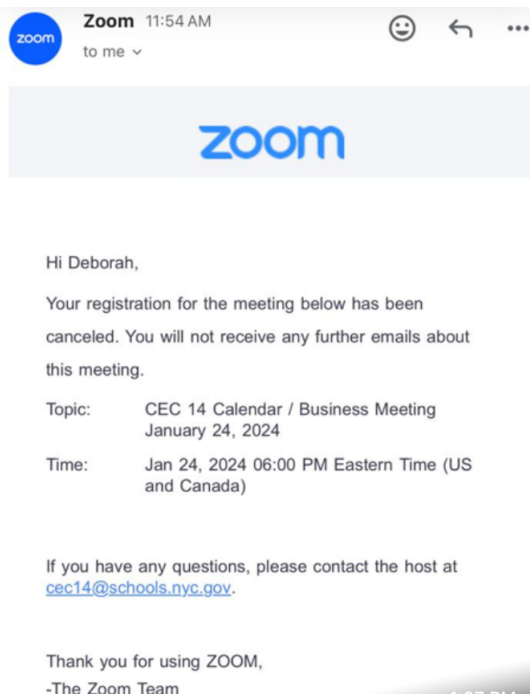 zoom
Zoom 11:54 AM
to me
zoom
Hi Deborah,
Your registration for the meeting below has been
canceled. You will not receive any further emails about
this meeting.
Topic: CEC 14 Calendar / Business Meeting
January 24, 2024
Time: Jan 24, 2024 06:00 PM Eastern Time (US
and Canada)
If you have any questions, please contact the host at
cec14@schools.nyc.gov.
Thank you for using ZOOM,
-The Zoom Team